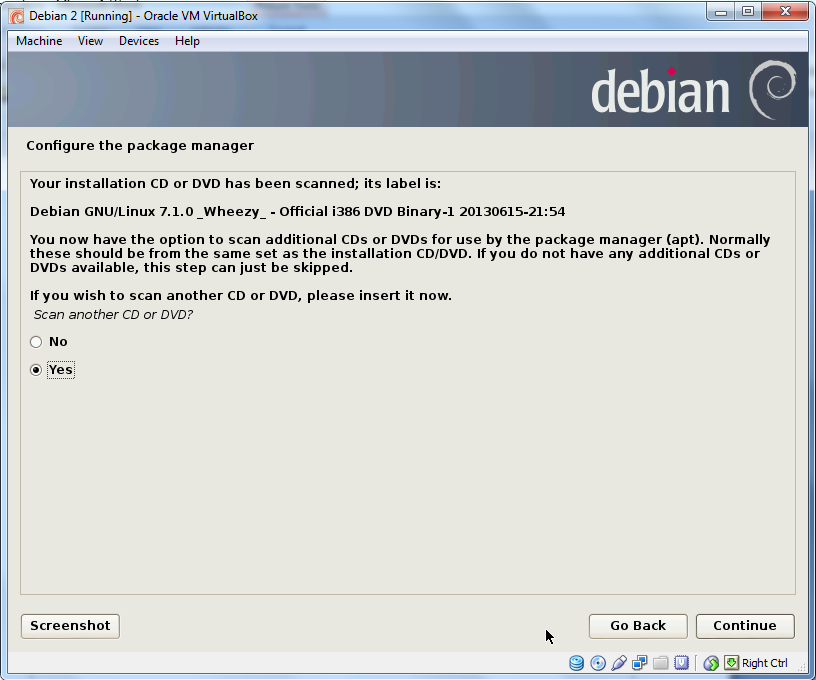 Debian 2 [Running] - Oracle VM VirtualBox
Machine View Devices Help
debian
Configure the package manager
Your installation CD or DVD has been scanned; its label is:
Debian GNU/Linux 7.1.0 _Wheezy_ - Official i386 DVD Binary-1 20130615-21:54
You now have the option to scan additional CDs or DVDs for use by the package manager (apt). Normally
these should be from the same set as the installation CD/DVD. If you do not have any additional CDs or
DVDs available, this step can just be skipped.
If you wish to scan another CD or DVD, please insert it now.
Scan another CD or DVD?
No
Yes
Screenshot Go Back Continue
Right Ctrl